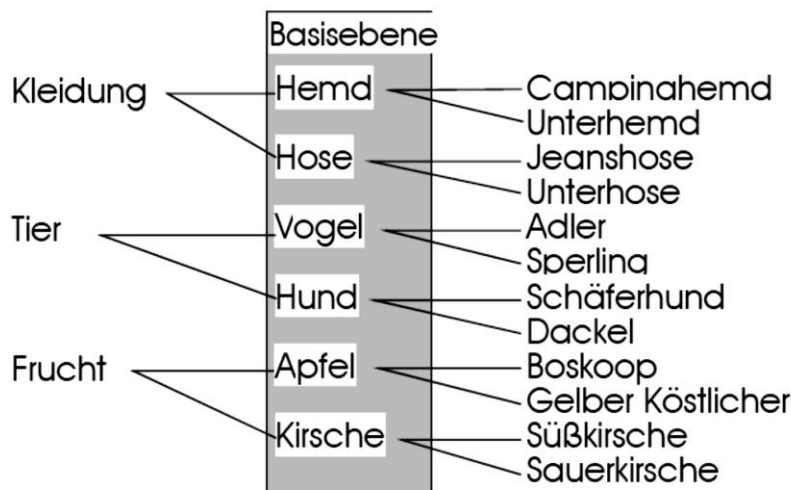 Basisebene
Kleidung Hemd Campinghemd
Unterhemd
Hose Jeanshose
Unterhose
Tier Vogel Adler
Sperling
Hund Schäferhund
Dackel
Frucht Apfel Boskoop
Gelber Köstlicher
Kirsche Süßkirsche
Sauerkirsche